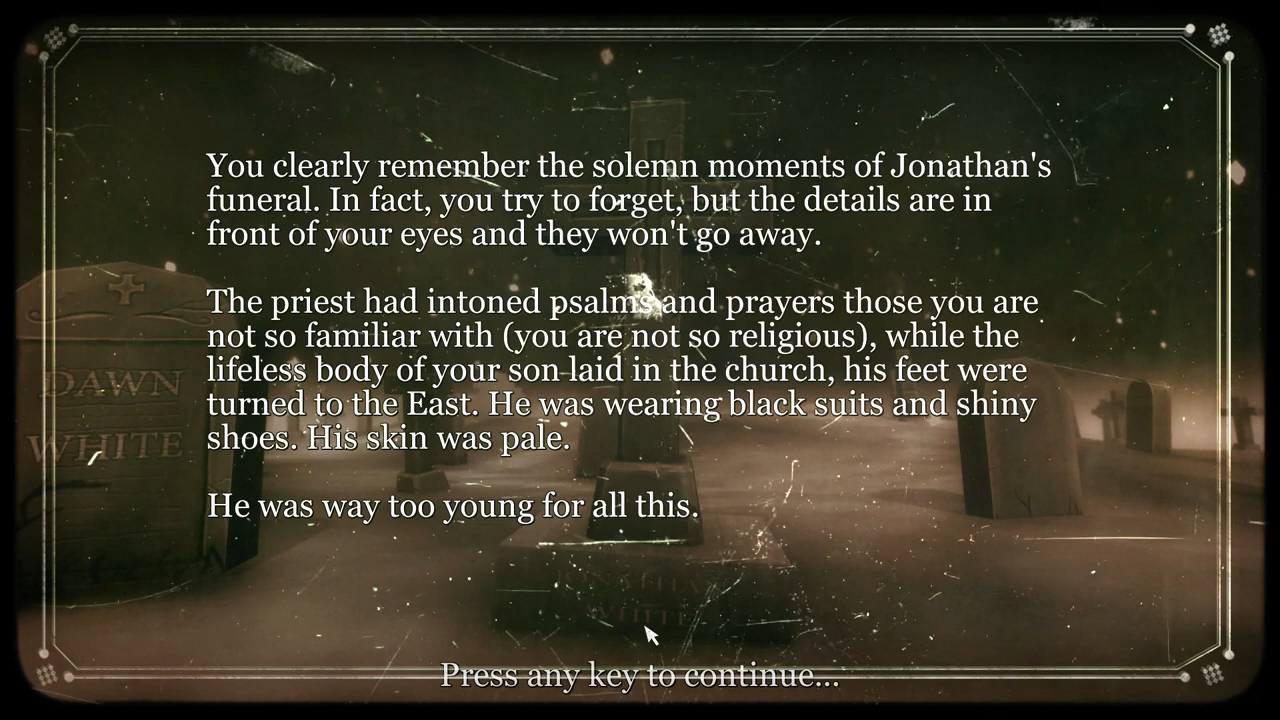 You clearly remember the solemn moments of Jonathan's
funeral. In fact, you try to forget, but the details are in
front of your eyes and they won't go away.
The priest had intoned psalms and prayers those you are
not so familiar with (you are not so religious), while the
lifeless body of your son laid in the church, his feet were
turned to the East. He was wearing black suits and shiny
shoes. His skin was pale.
He was way too young for all this.
DAWN
WHITE
JONATHAN
WHITE
Press any key to continue...